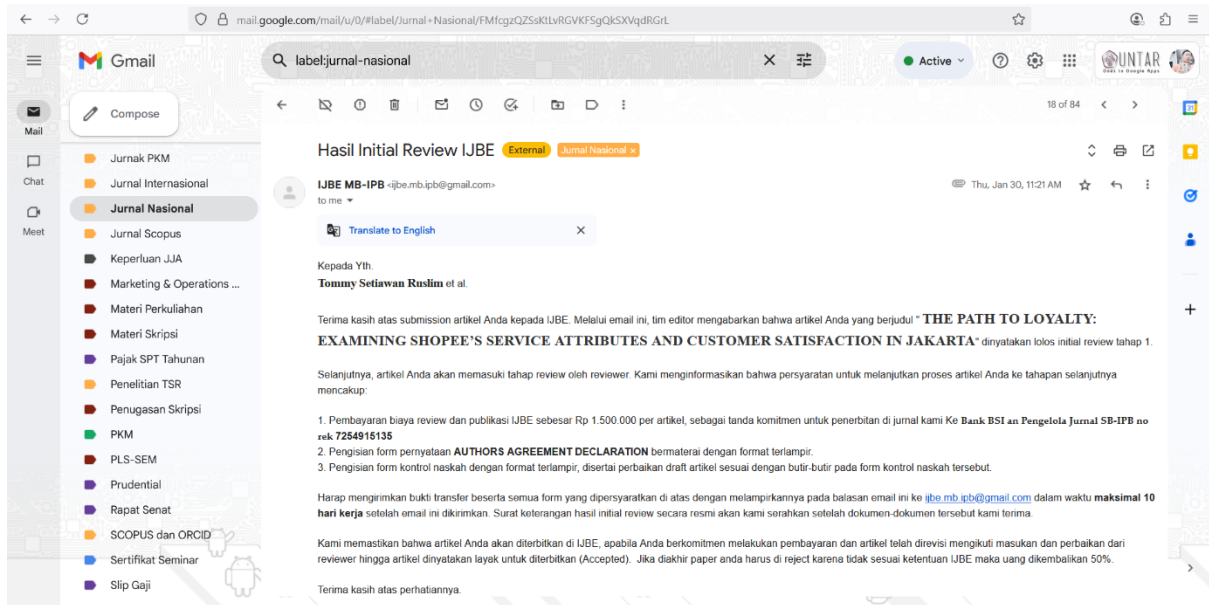 mail.google.com/mail/u/0/#label/Jurnal+Nasional/FMfcgzQZSsKtLvRGVKFSgQkSXVqdRGrL
Gmail
label:jurnal-nasional
Active
UNTAR
Compose
18 of 84
Mail
Chat
Meet
Jurnak PKM
Jurnal Internasional
Jurnal Nasional
Jurnal Scopus
Keperluan JJA
Marketing & Operations ...
Materi Perkuliahan
Materi Skripsi
Pajak SPT Tahunan
Penelitian TSR
Penugasan Skripsi
PKM
PLS-SEM
Prudential
Rapat Senat
SCOPUS dan ORCID
Sertifikat Seminar
Slip Gaji
Hasil Initial Review IJBE External Jurnal Nasional ×
IJBE MB-IPB <ijbe.mb.ipb@gmail.com>
Thu, Jan 30, 11:21 AM
to me
Translate to English
Kepada Yth.
Tommy Setiawan Ruslim et al.
Terima kasih atas submission artikel Anda kepada IJBE. Melalui email ini, tim editor mengabarkan bahwa artikel Anda yang berjudul " THE PATH TO LOYALTY:
EXAMINING SHOPEE'S SERVICE ATTRIBUTES AND CUSTOMER SATISFACTION IN JAKARTA" dinyatakan lolos initial review tahap 1.
Selanjutnya, artikel Anda akan memasuki tahap review oleh reviewer. Kami menginformasikan bahwa persyaratan untuk melanjutkan proses artikel Anda ke tahapan selanjutnya
mencakup:
1. Pembayaran biaya review dan publikasi IJBE sebesar Rp 1.500.000 per artikel, sebagai tanda komitmen untuk penerbitan di jurnal kami Ke Bank BSI an Pengelola Jurnal SB-IPB no
rek 7254915135
2. Pengisian form pernyataan AUTHORS AGREEMENT DECLARATION bermaterai dengan format terlampir.
3. Pengisian form kontrol naskah dengan format terlampir, disertai perbaikan draft artikel sesuai dengan butir-butir pada form kontrol naskah tersebut.
Harap mengirimkan bukti transfer beserta semua form yang dipersyaratkan di atas dengan melampirkannya pada balasan email ini ke ijbe.mb.ipb@gmail.com dalam waktu maksimal 10
hari kerja setelah email ini dikirimkan. Surat keterangan hasil initial review secara resmi akan kami serahkan setelah dokumen-dokumen tersebut kami terima.
Kami memastikan bahwa artikel Anda akan diterbitkan di IJBE, apabila Anda berkomitmen melakukan pembayaran dan artikel telah direvisi mengikuti masukan dan perbaikan dari
reviewer hingga artikel dinyatakan layak untuk diterbitkan (Accepted). Jika diakhir paper anda harus di reject karena tidak sesuai ketentuan IJBE maka uang dikembalikan 50%.
Terima kasih atas perhatiannya.